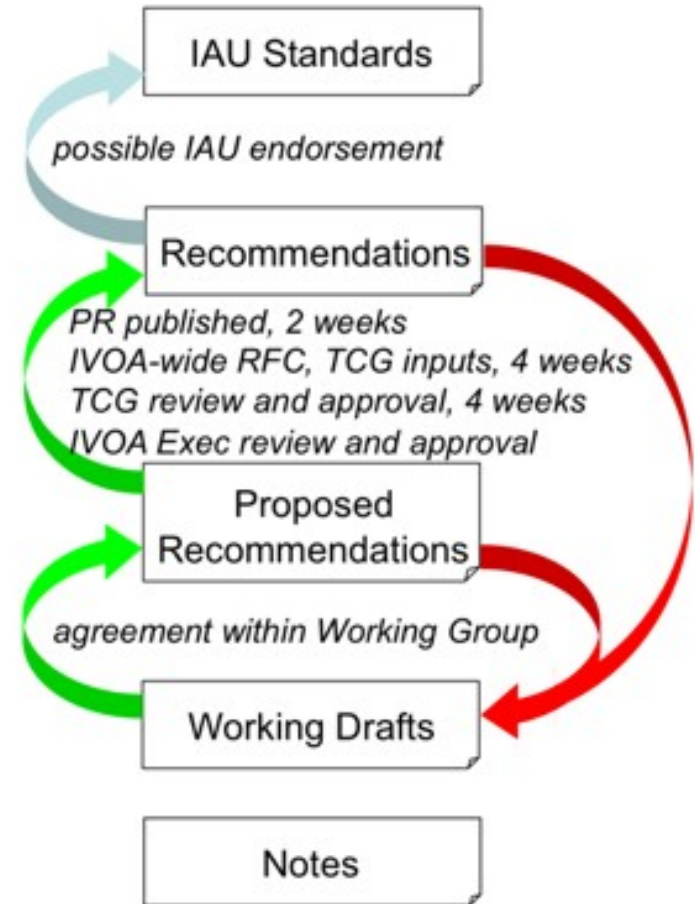 IAU Standards
possible IAU endorsement
Recommendations
PR published, 2 weeks
IVOA-wide RFC, TCG inputs, 4 weeks
TCG review and approval, 4 weeks
IVOA Exec review and approval
Proposed
Recommendations
agreement within Working Group
Working Drafts
Notes